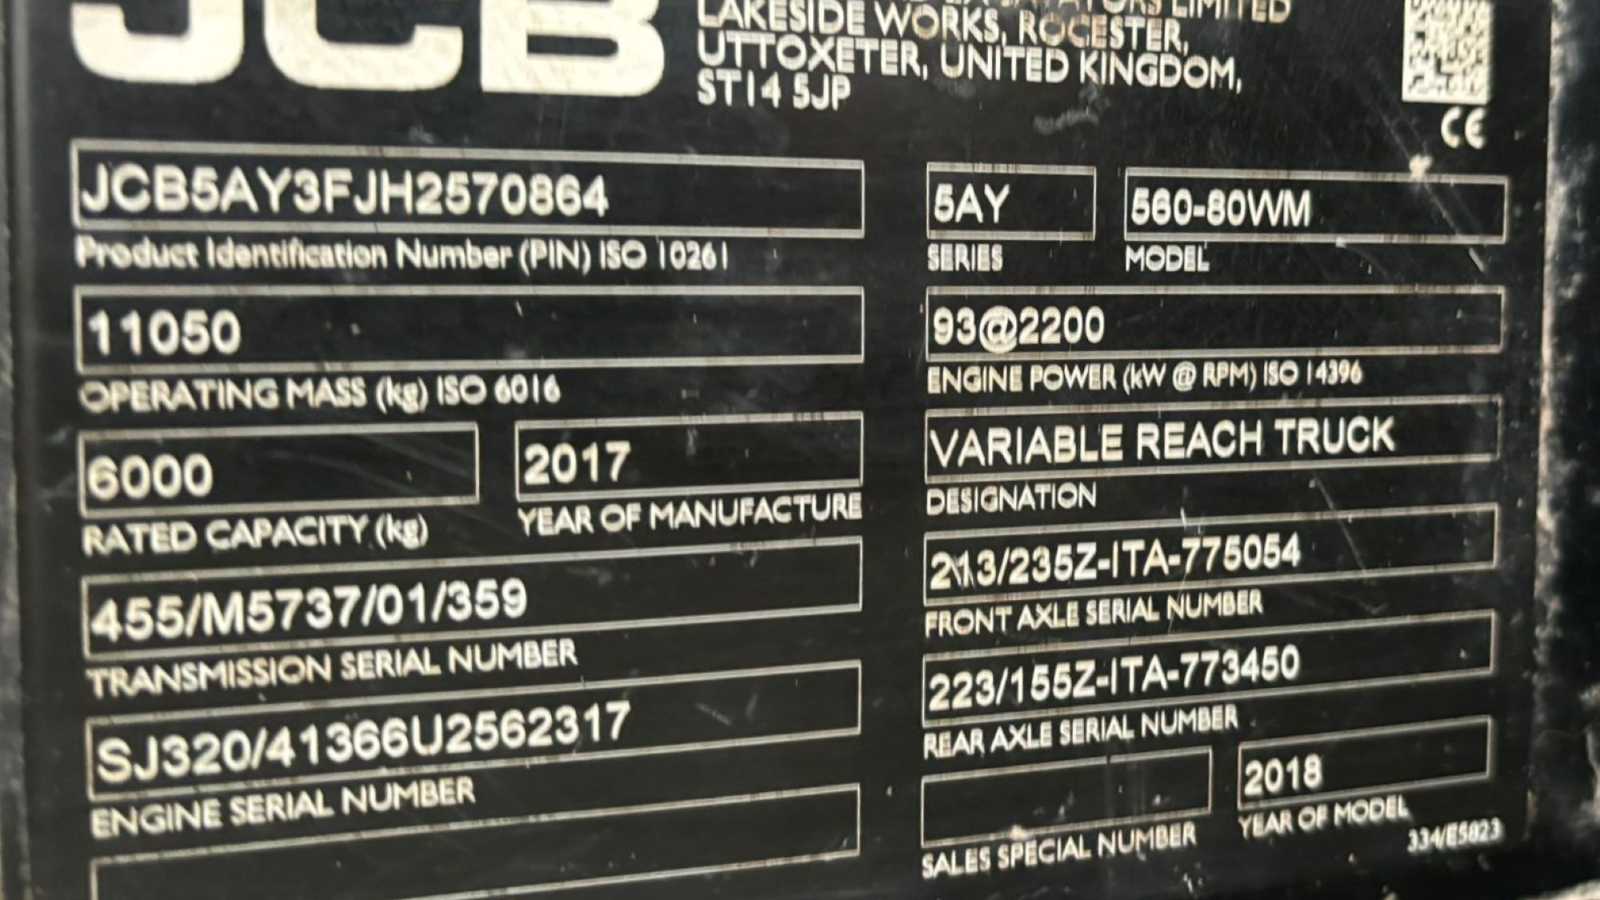 JCB
LIMITED
LAKESIDE WORKS, ROCESTER,
UTTOXETER, UNITED KINGDOM,
ST14 5JP
CE
JCB5AY3FJH2570864
Product Identification Number (PIN) ISO 10261
5AY
SERIES
560-80WM
MODEL
11050
OPERATING MASS (kg) ISO 6016
93@2200
ENGINE POWER (kW @ RPM) ISO 14396
6000
RATED CAPACITY (kg)
2017
YEAR OF MANUFACTURE
VARIABLE REACH TRUCK
DESIGNATION
455/M5737/01/359
TRANSMISSION SERIAL NUMBER
213/235Z-ITA-775054
FRONT AXLE SERIAL NUMBER
SJ320/41366U2562317
ENGINE SERIAL NUMBER
223/155Z-ITA-773450
REAR AXLE SERIAL NUMBER
SALES SPECIAL NUMBER
2018
YEAR OF MODEL
334/E5823